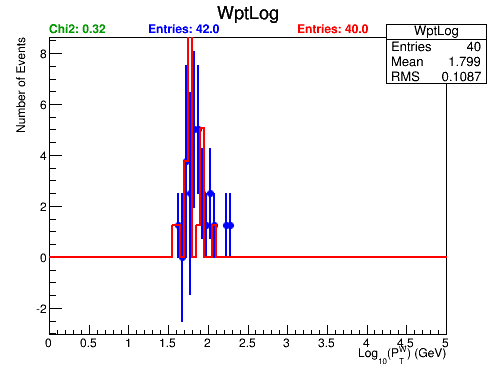 WptLog
Chi2: 0.32 Entries: 42.0 Entries: 40.0
WptLog
Entries 40
Mean 1.799
RMS 0.1087
Number of Events
8
6
4
2
0
-2
0 0.5 1 1.5 2 2.5 3 3.5 4 4.5 5
Log10(PWT) (GeV)